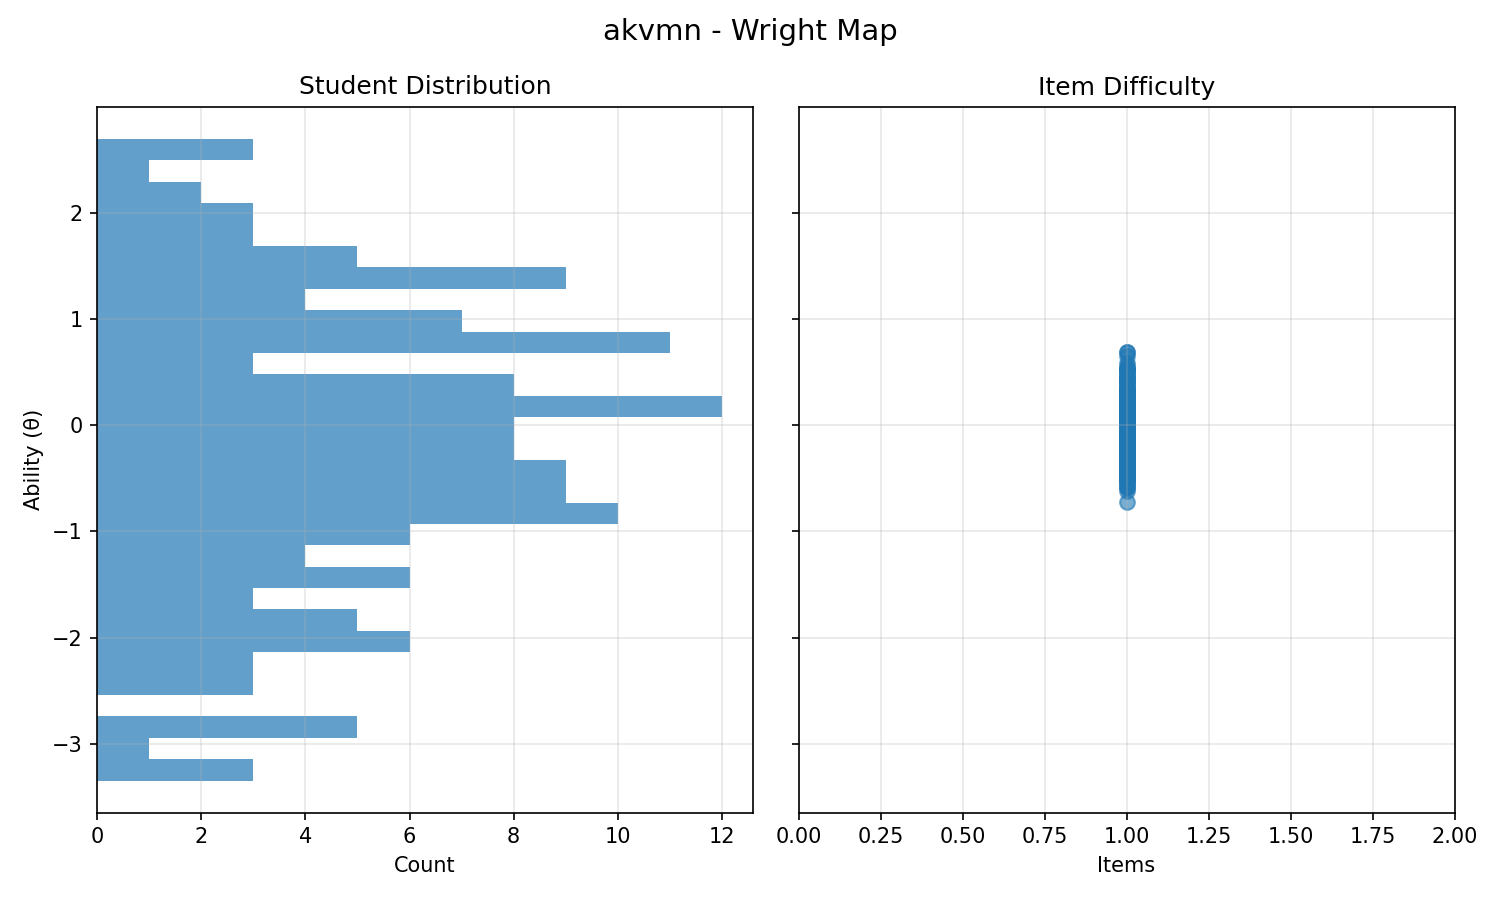 akvmn - Wright Map
Student Distribution
Ability (θ)
2
1
0
−1
−2
−3
0 2 4 6 8 10 12
Count
Item Difficulty
0.00 0.25 0.50 0.75 1.00 1.25 1.50 1.75 2.00
Items